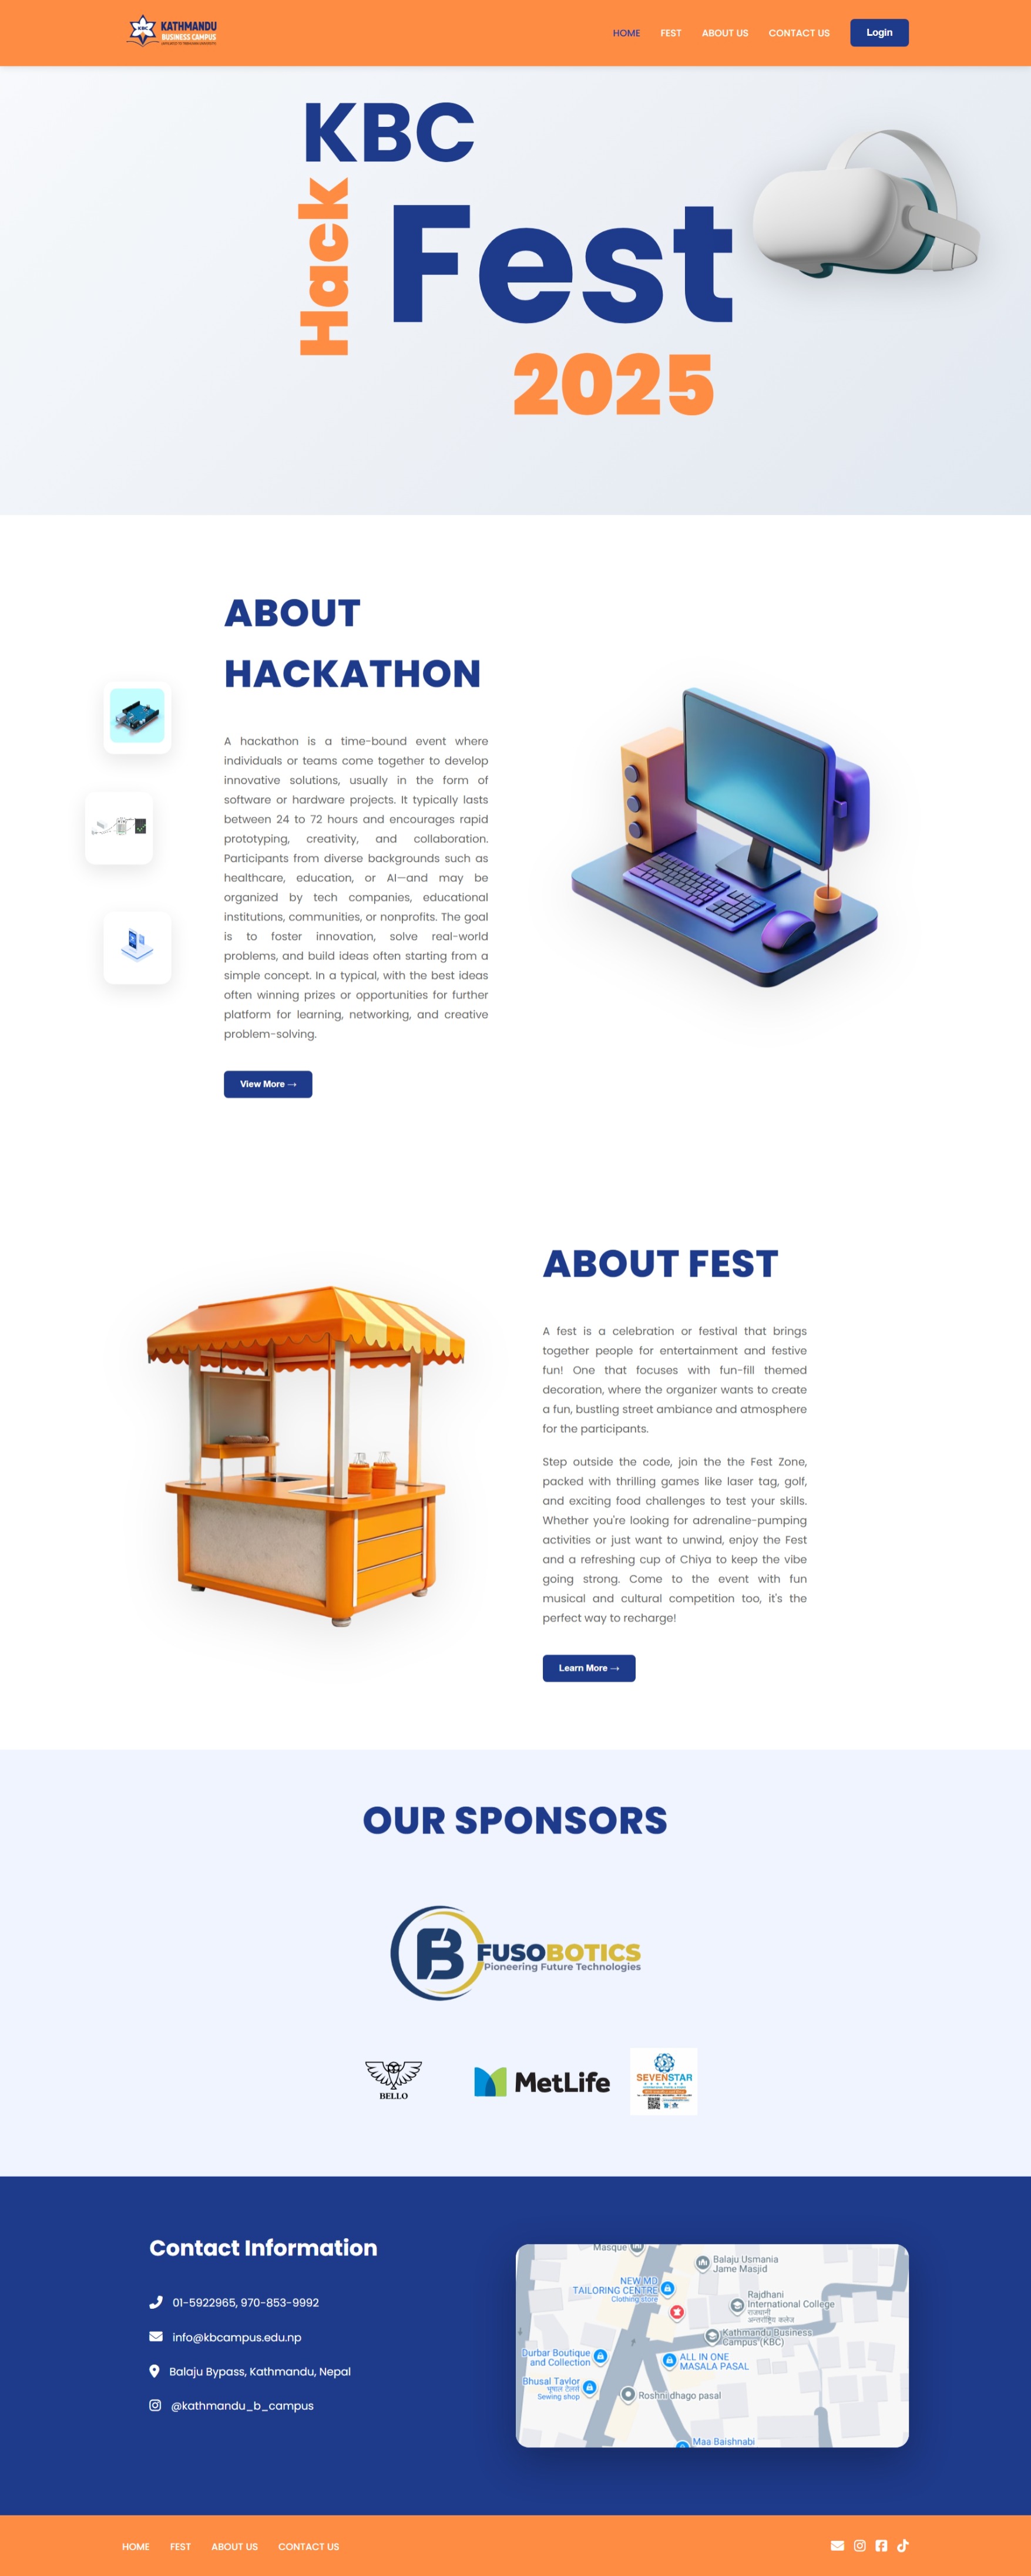 KBC
KATHMANDU
BUSINESS CAMPUS
HOME FEST ABOUT US CONTACT US Login
KBC
Hack
Fest
2025
ABOUT
HACKATHON
A hackathon is a time-bound event where
individuals or teams come together to develop
innovative solutions, usually in the form of
software or hardware projects. It typically lasts
between 24 to 72 hours and encourages rapid
prototyping, creativity, and collaboration.
Participants from diverse backgrounds such as
healthcare, education, or AI—and may be
organized by tech companies, educational
institutions, communities, or nonprofits. The goal
is to foster innovation, solve real-world
problems, and build ideas often starting from a
simple concept. In a typical, with the best ideas
often winning prizes or opportunities for further
platform for learning, networking, and creative
problem-solving.
View More →
ABOUT FEST
A fest is a celebration or festival that brings
together people for entertainment and festive
fun! One that focuses with fun-fill themed
decoration, where the organizer wants to create
a fun, bustling street ambiance and atmosphere
for the participants.
Step outside the code, join the the Fest Zone,
packed with thrilling games like laser tag, golf,
and exciting food challenges to test your skills.
Whether you're looking for adrenaline-pumping
activities or just want to unwind, enjoy the Fest
and a refreshing cup of Chiya to keep the vibe
going strong. Come to the event with fun
musical and cultural competition too, it's the
perfect way to recharge!
Learn More →
OUR SPONSORS
FUSOBOTICS
Pioneering Future Technologies
BELLO
MetLife
SEVENSTAR
Contact Information
01-5922965, 970-853-9992
info@kbcampus.edu.np
Balaju Bypass, Kathmandu, Nepal
@kathmandu_b_campus
Masque
Balaju Usmania
Jame Masjid
NEW MD
TAILORING CENTRE
Clothing store
Rajdhani
International College
राजधानी
अन्तर्राष्ट्रिय कलेज
Kathmandu Business
Campus (KBC)
Durbar Boutique
and Collection
ALL IN ONE
MASALA PASAL
Bhusal Taylor
भूषाल टेलर्स
Sewing shop
Roshni dhago pasal
Maa Baishnabi
HOME FEST ABOUT US CONTACT US